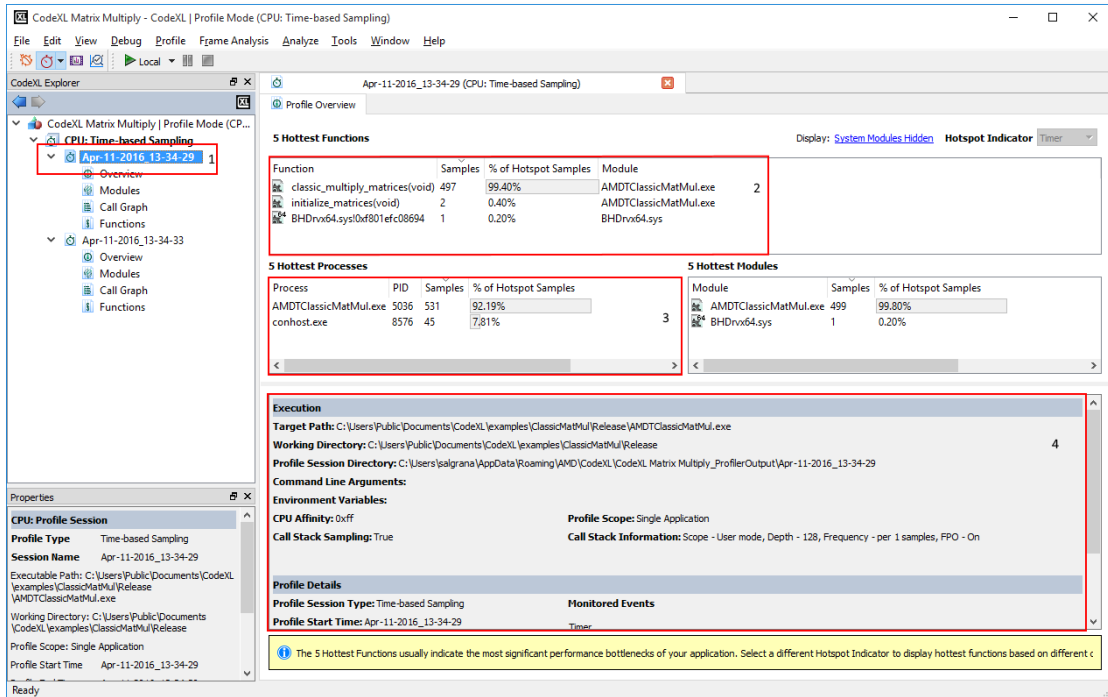 CodeXL Matrix Multiply - CodeXL | Profile Mode (CPU: Time-based Sampling)
File Edit View Debug Profile Frame Analysis Analyze Tools Window Help
Local
CodeXL Explorer
CodeXL Matrix Multiply | Profile Mode (CP...
CPU: Time-based Sampling
Apr-11-2016_13-34-29 1
Overview
Modules
Call Graph
Functions
Apr-11-2016_13-34-33
Overview
Modules
Call Graph
Functions
Properties
CPU: Profile Session
Profile Type Time-based Sampling
Session Name Apr-11-2016_13-34-29
Executable Path: C:\Users\Public\Documents\CodeXL
\examples\ClassicMatMul\Release
\AMDTClassicMatMul.exe
Working Directory: C:\Users\Public\Documents
\CodeXL\examples\ClassicMatMul\Release
Profile Scope: Single Application
Profile Start Time Apr-11-2016_13-34-29
Apr-11-2016_13-34-29 (CPU: Time-based Sampling)
Profile Overview
5 Hottest Functions Display: System Modules Hidden Hotspot Indicator Timer
Function Samples % of Hotspot Samples Module
classic_multiply_matrices(void) 497 99.40% AMDTClassicMatMul.exe 2
initialize_matrices(void) 2 0.40% AMDTClassicMatMul.exe
BHDrvx64.sys!0xf801efc08694 1 0.20% BHDrvx64.sys
5 Hottest Processes
Process PID Samples % of Hotspot Samples
AMDTClassicMatMul.exe 5036 531 92.19%
conhost.exe 8576 45 7.81% 3
5 Hottest Modules
Module Samples % of Hotspot Samples
AMDTClassicMatMul.exe 499 99.80%
BHDrvx64.sys 1 0.20%
Execution
Target Path: C:\Users\Public\Documents\CodeXL\examples\ClassicMatMul\Release\AMDTClassicMatMul.exe
Working Directory: C:\Users\Public\Documents\CodeXL\examples\ClassicMatMul\Release 4
Profile Session Directory: C:\Users\salgrana\AppData\Roaming\AMD\CodeXL\CodeXL Matrix Multiply_ProfilerOutput\Apr-11-2016_13-34-29
Command Line Arguments:
Environment Variables:
CPU Affinity: 0xff Profile Scope: Single Application
Call Stack Sampling: True Call Stack Information: Scope - User mode, Depth - 128, Frequency - per 1 samples, FPO - On
Profile Details
Profile Session Type: Time-based Sampling Monitored Events
Profile Start Time: Apr-11-2016_13-34-29 Timer
The 5 Hottest Functions usually indicate the most significant performance bottlenecks of your application. Select a different Hotspot Indicator to display hottest functions based on different
Ready